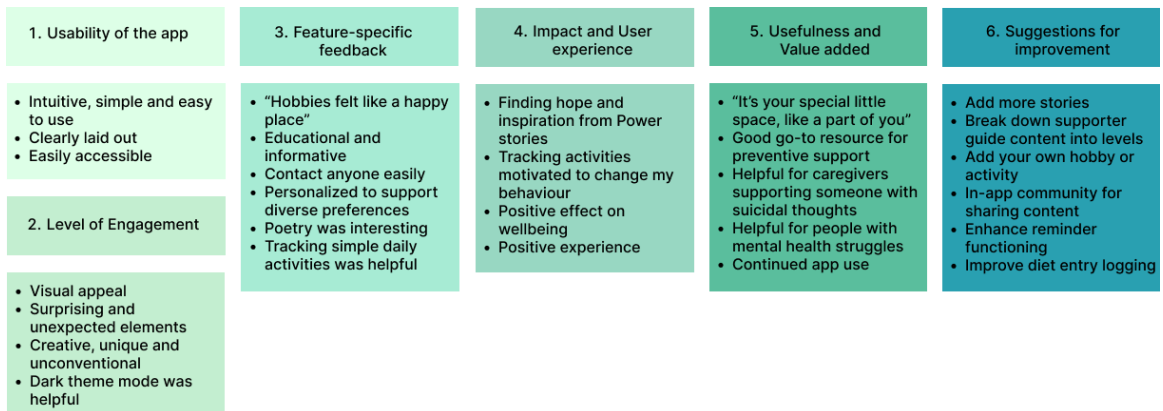 1. Usability of the app
• Intuitive, simple and easy
to use
• Clearly laid out
• Easily accessible
2. Level of Engagement
• Visual appeal
• Surprising and
unexpected elements
• Creative, unique and
unconventional
• Dark theme mode was
helpful
3. Feature-specific
feedback
• “Hobbies felt like a happy
place”
• Educational and
informative
• Contact anyone easily
• Personalized to support
diverse preferences
• Poetry was interesting
• Tracking simple daily
activities was helpful
4. Impact and User
experience
• Finding hope and
inspiration from Power
stories
• Tracking activities
motivated to change my
behaviour
• Positive effect on
wellbeing
• Positive experience
5. Usefulness and
Value added
• “It’s your special little
space, like a part of you”
• Good go-to resource for
preventive support
• Helpful for caregivers
supporting someone with
suicidal thoughts
• Helpful for people with
mental health struggles
• Continued app use
6. Suggestions for
improvement
• Add more stories
• Break down supporter
guide content into levels
• Add your own hobby or
activity
• In-app community for
sharing content
• Enhance reminder
functioning
• Improve diet entry logging